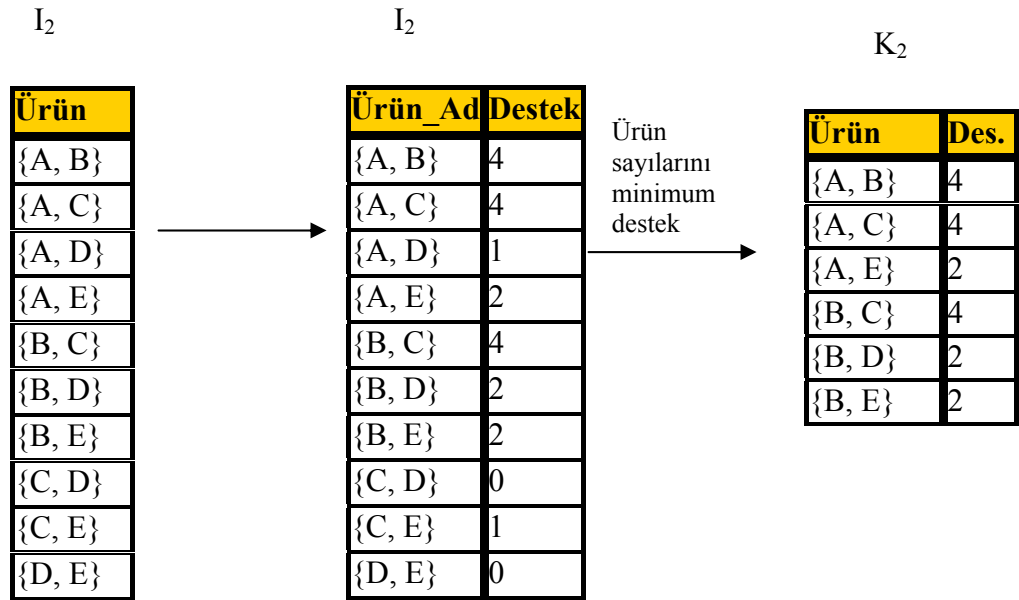 I₂
Ürün
{A, B}
{A, C}
{A, D}
{A, E}
{B, C}
{B, D}
{B, E}
{C, D}
{C, E}
{D, E}
I₂
Ürün_Ad Destek
{A, B} 4
{A, C} 4
{A, D} 1
{A, E} 2
{B, C} 4
{B, D} 2
{B, E} 2
{C, D} 0
{C, E} 1
{D, E} 0
Ürün
sayılarını
minimum
destek
K₂
Ürün Des.
{A, B} 4
{A, C} 4
{A, E} 2
{B, C} 4
{B, D} 2
{B, E} 2